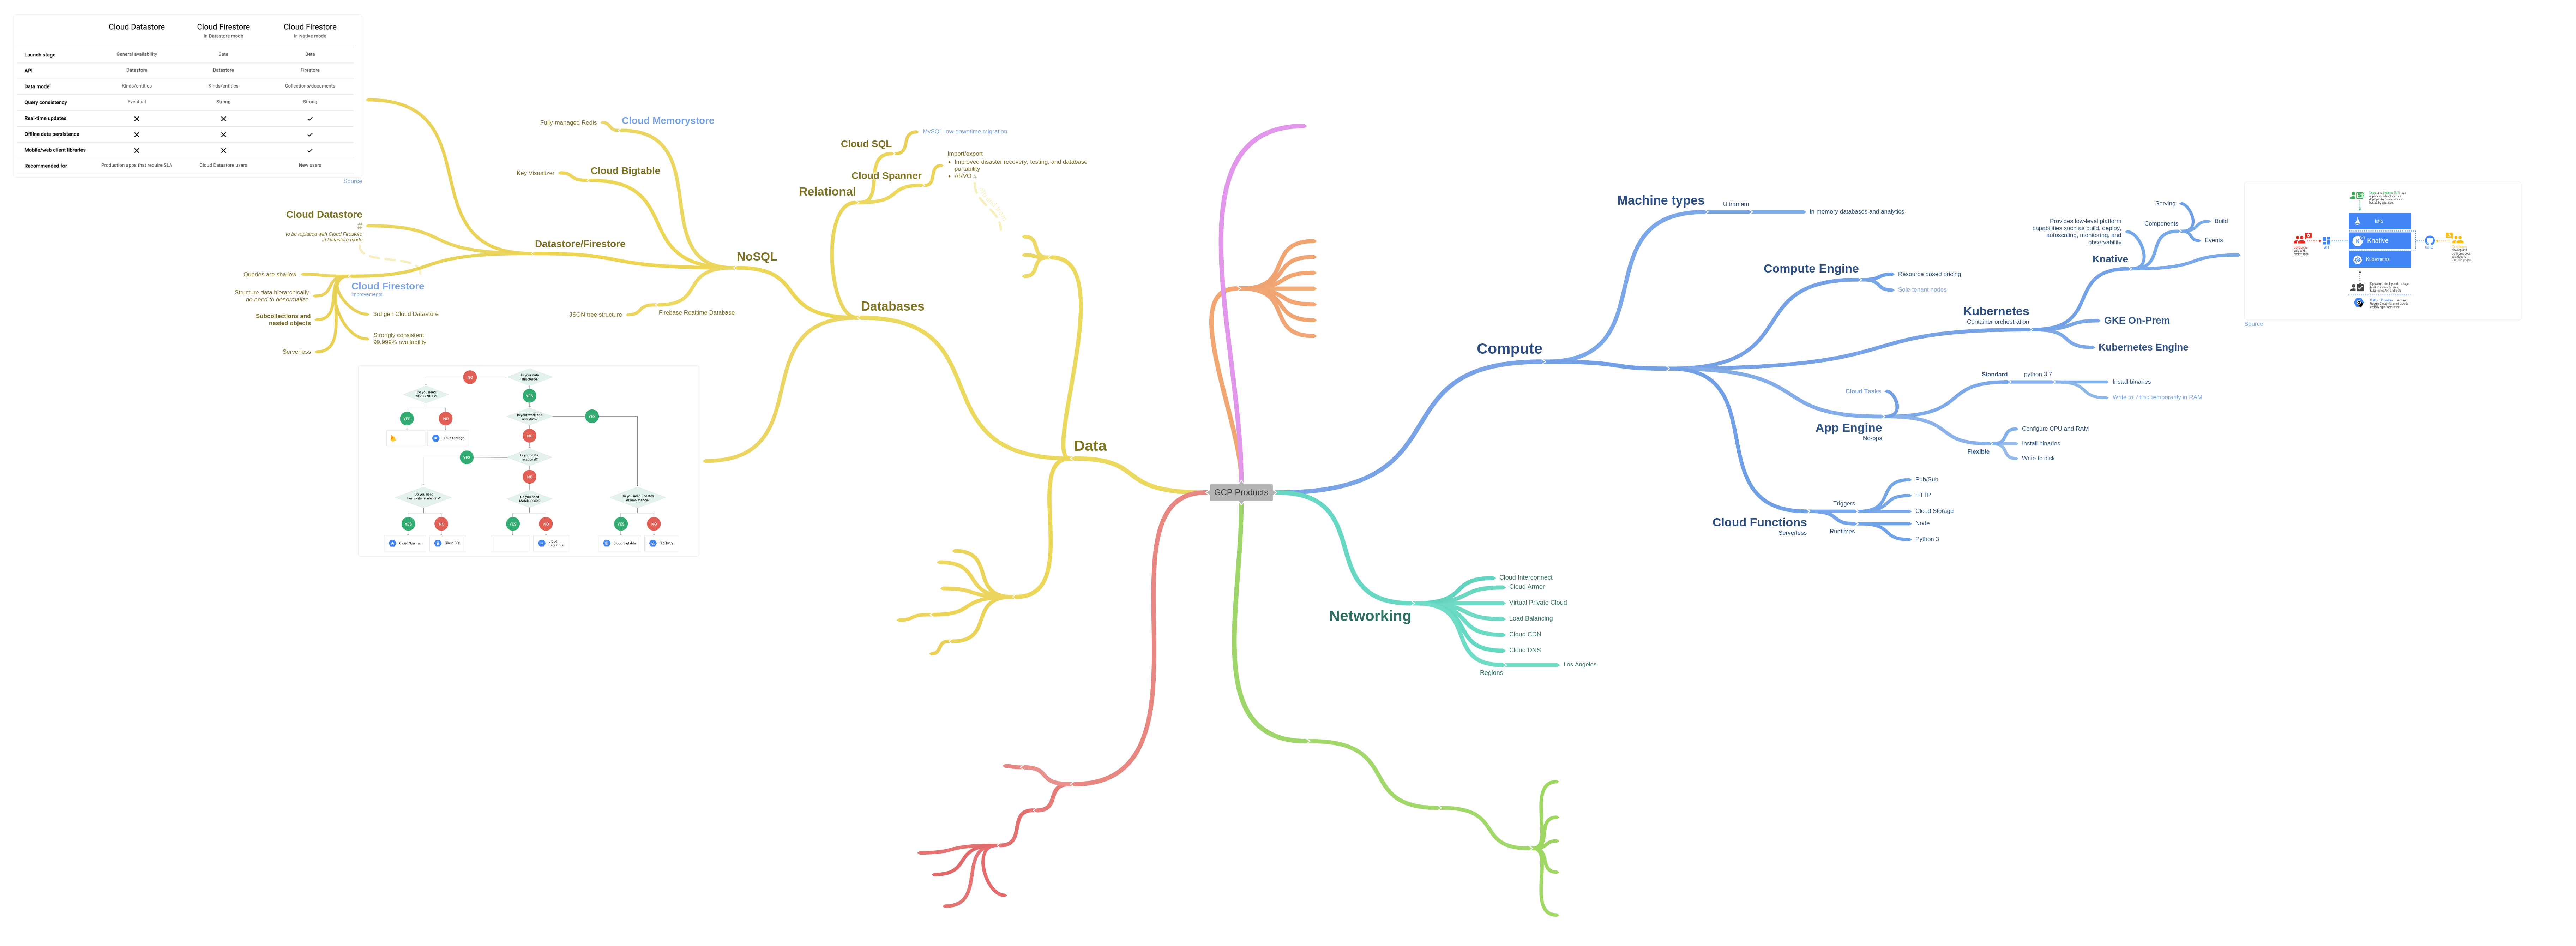 Cloud Datastore
Cloud Firestore
in Datastore mode
Cloud Firestore
in Native mode
Launch stage General availability Beta Beta
API Datastore Datastore Firestore
Data model Kinds/entities Kinds/entities Collections/documents
Query consistency Eventual Strong Strong
Real-time updates
Offline data persistence
Mobile/web client libraries
Recommended for Production apps that require SLA Cloud Datastore users New users
Source
Cloud Datastore
#
to be replaced with Cloud Firestore
in Datastore mode
Queries are shallow
Structure data hierarchically
no need to denormalize
Subcollections and
nested objects
Serverless
Cloud Firestore
improvements
3rd gen Cloud Datastore
Strongly consistent
99.999% availability
Datastore/Firestore
Fully-managed Redis
Cloud Memorystore
Key Visualizer
Cloud Bigtable
JSON tree structure
Firebase Realtime Database
NoSQL
Relational
Cloud SQL
MySQL low-downtime migration
Cloud Spanner
Import/export
• Improved disaster recovery, testing, and database
portability
• ARVO #
Databases
Data
Is your data
structured?
NO
YES
Do you need
Mobile SDKs?
YES
NO
Cloud Storage
Is your workload
analytics?
YES
NO
Is your data
relational?
YES
NO
Do you need
horizontal scalability?
Do you need
Mobile SDKs?
Do you need updates
or low latency?
YES
NO
YES
NO
YES
NO
Cloud Spanner
Cloud SQL
Cloud
Datastore
Cloud Bigtable
BigQuery
GCP Products
Compute
Machine types
Ultramem
In-memory databases and analytics
Compute Engine
Resource based pricing
Sole-tenant nodes
Kubernetes
Container orchestration
Knative
Provides low-level platform
capabilities such as build, deploy,
autoscaling, monitoring, and
observability
Components
Serving
Build
Events
GKE On-Prem
Kubernetes Engine
Istio
Knative
Kubernetes
Source
App Engine
No-ops
Cloud Tasks
Standard
python 3.7
Install binaries
Write to /tmp temporarily in RAM
Flexible
Configure CPU and RAM
Install binaries
Write to disk
Cloud Functions
Serverless
Triggers
Pub/Sub
HTTP
Cloud Storage
Runtimes
Node
Python 3
Networking
Cloud Interconnect
Cloud Armor
Virtual Private Cloud
Load Balancing
Cloud CDN
Cloud DNS
Regions
Los Angeles